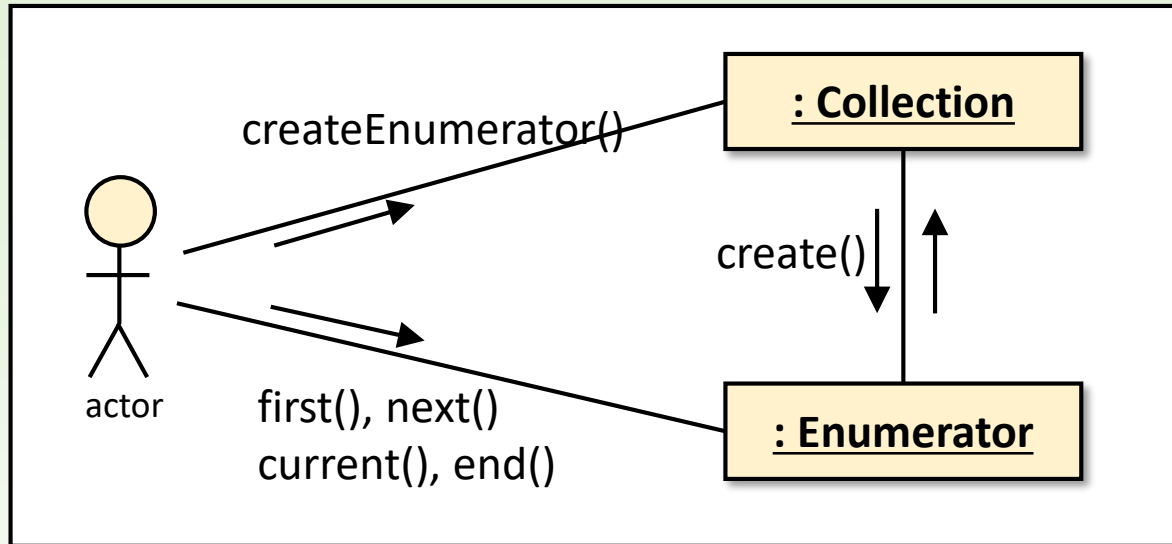 : Collection
createEnumerator()
create()
actor
first(), next()
current(), end()
: Enumerator